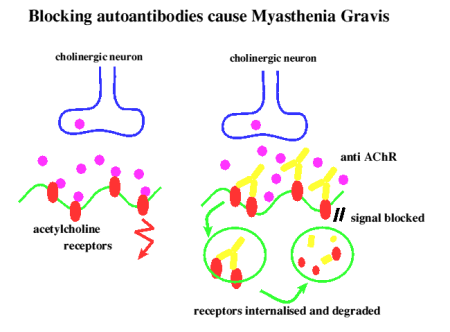 Blocking autoantibodies cause Myasthenia Gravis
cholinergic neuron
cholinergic neuron
anti AChR
acetylcholine
receptors
signal blocked
receptors internalised and degraded